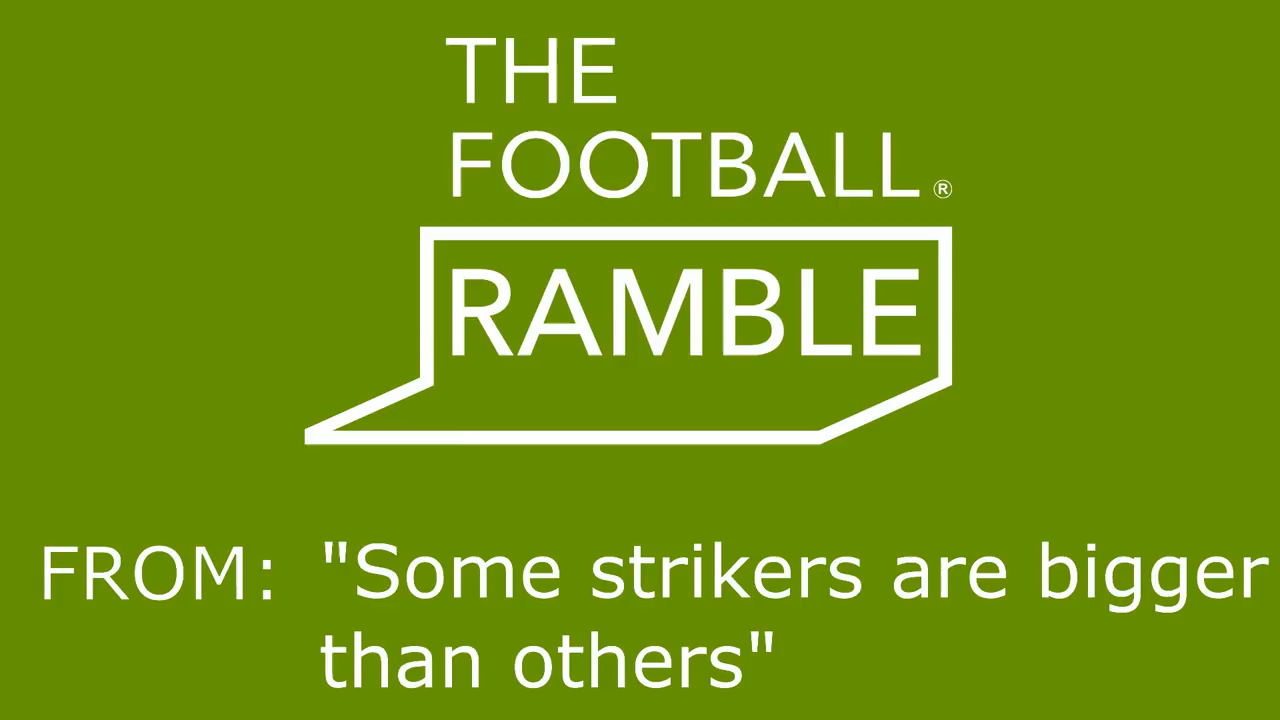 THE
FOOTBALL®
RAMBLE
FROM: "Some strikers are bigger
than others"